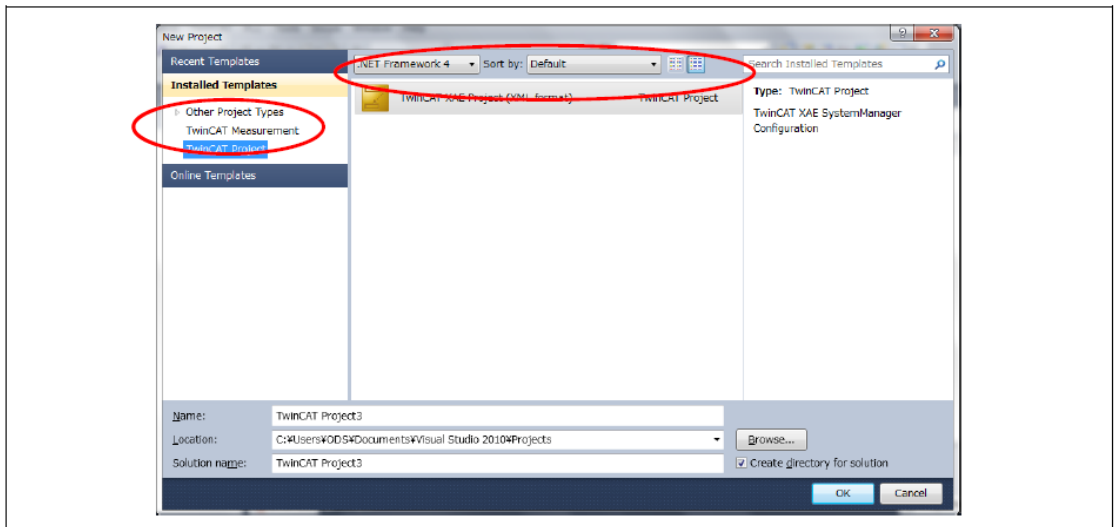 New Project
Recent Templates
.NET Framework 4 Sort by: Default
Search Installed Templates
Installed Templates
Other Project Types
TwinCAT Measurement
TwinCAT Project
Online Templates
TwinCAT XAE Project (XML format) TwinCAT Project
Type: TwinCAT Project
TwinCAT XAE SystemManager
Configuration
Name: TwinCAT Project3
Location: C:¥Users¥ODS¥Documents¥Visual Studio 2010¥Projects
Browse...
Solution name: TwinCAT Project3
Create directory for solution
OK Cancel